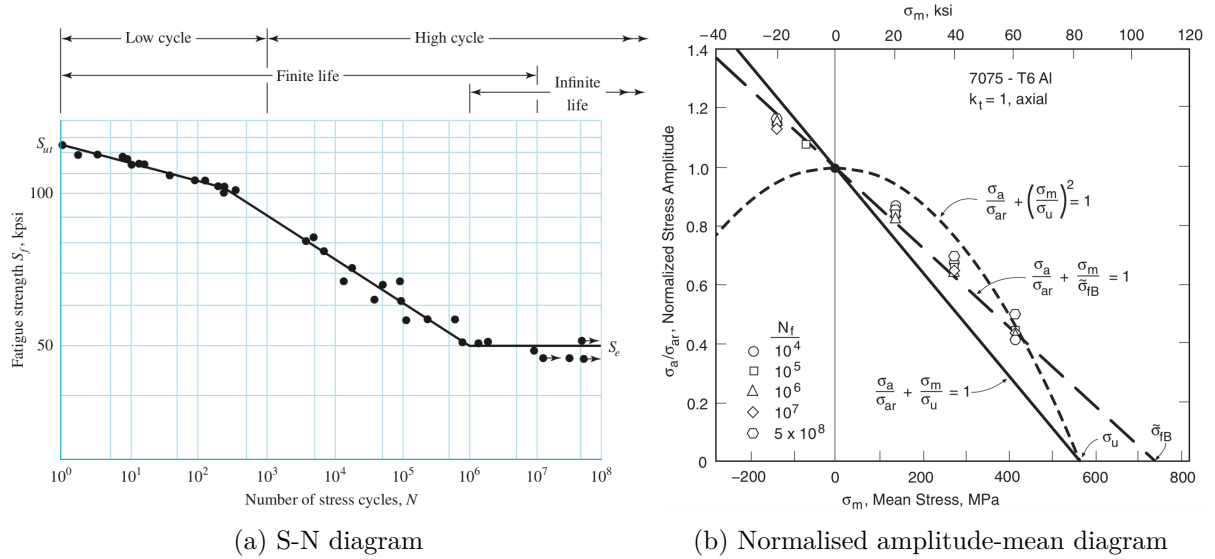 Low cycle
High cycle
Finite life
Infinite
life
S_ut
100
50
S_e
Fatigue strength S_f, kpsi
10^0 10^1 10^2 10^3 10^4 10^5 10^6 10^7 10^8
Number of stress cycles, N
(a) S-N diagram
σ_m, ksi
−40 −20 0 20 40 60 80 100 120
1.4
1.2
1.0
0.8
0.6
0.4
0.2
0
σ_a/σ_ar, Normalized Stress Amplitude
7075 - T6 Al
k_t = 1, axial
σ_a/σ_ar + (σ_m/σ_u)^2 = 1
σ_a/σ_ar + σ_m/σ̃_fB = 1
N_f
10^4
10^5
10^6
10^7
5 x 10^8
σ_a/σ_ar + σ_m/σ_u = 1
σ_u
σ̃_fB
−200 0 200 400 600 800
σ_m, Mean Stress, MPa
(b) Normalised amplitude-mean diagram